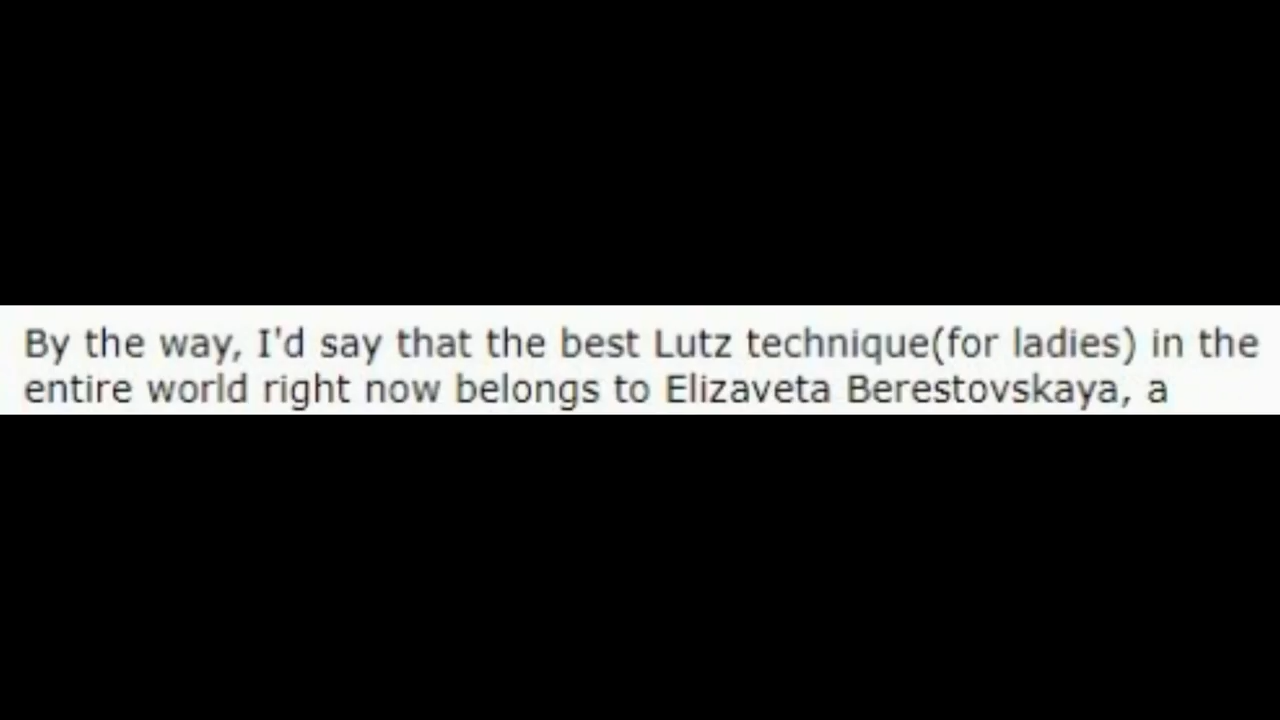 By the way, I'd say that the best Lutz technique(for ladies) in the
entire world right now belongs to Elizaveta Berestovskaya, a